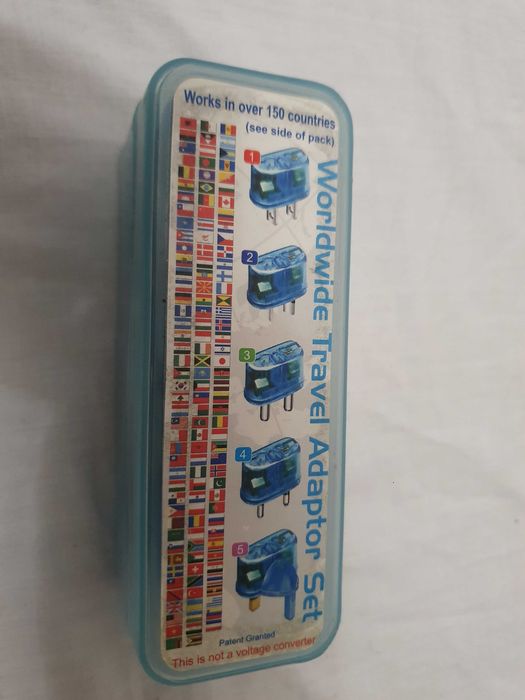 Works in over 150 countries
(see side of pack)
Worldwide Travel Adaptor Set
1
2
3
4
5
Patent Granted
This is not a voltage converter